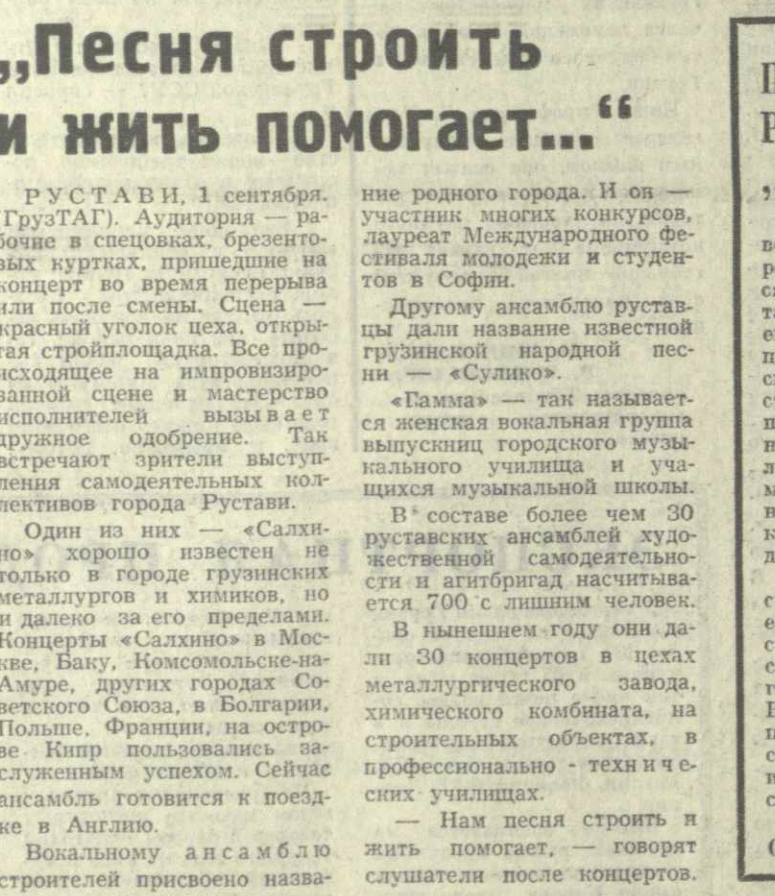 „Песня строить
и жить помогает...“
РУСТАВИ, 1 сентября.
(ГрузТАГ). Аудитория — ра-
бочие в спецовках, брезенто-
вых куртках, пришедшие на
концерт во время перерыва
или после смены. Сцена —
красный уголок цеха, откры-
тая стройплощадка. Все про-
исходящее на импровизиро-
ванной сцене и мастерство
исполнителей вызывает
дружное одобрение. Так
встречают зрители выступ-
ления самодеятельных кол-
лективов города Рустави.
Один из них — «Салхи-
но» хорошо известен не
только в городе грузинских
металлургов и химиков, но
и далеко за его пределами.
Концерты «Салхино» в Мос-
кве, Баку, Комсомольске-на-
Амуре, других городах Со-
ветского Союза, в Болгарии,
Польше, Франции, на остро-
ве Кипр пользовались за-
служенным успехом. Сейчас
ансамбль готовится к поезд-
ке в Англию.
Вокальному ансамблю
строителей присвоено назва-
ние родного города. И он —
участник многих конкурсов,
лауреат Международного фе-
стиваля молодежи и студен-
тов в Софии.
Другому ансамблю рустав-
цы дали название известной
грузинской народной пес-
ни — «Сулико».
«Гамма» — так называет-
ся женская вокальная группа
выпускниц городского музы-
кального училища и уча-
щихся музыкальной школы.
В составе более чем 30
руставских ансамблей худо-
жественной самодеятельно-
сти и агитбригад насчитыва-
ется 700 с лишним человек.
В нынешнем году они да-
ли 30 концертов в цехах
металлургического завода,
химического комбината, на
строительных объектах, в
профессионально - техниче-
ских училищах.
— Нам песня строить и
жить помогает, — говорят
слушатели после концертов.